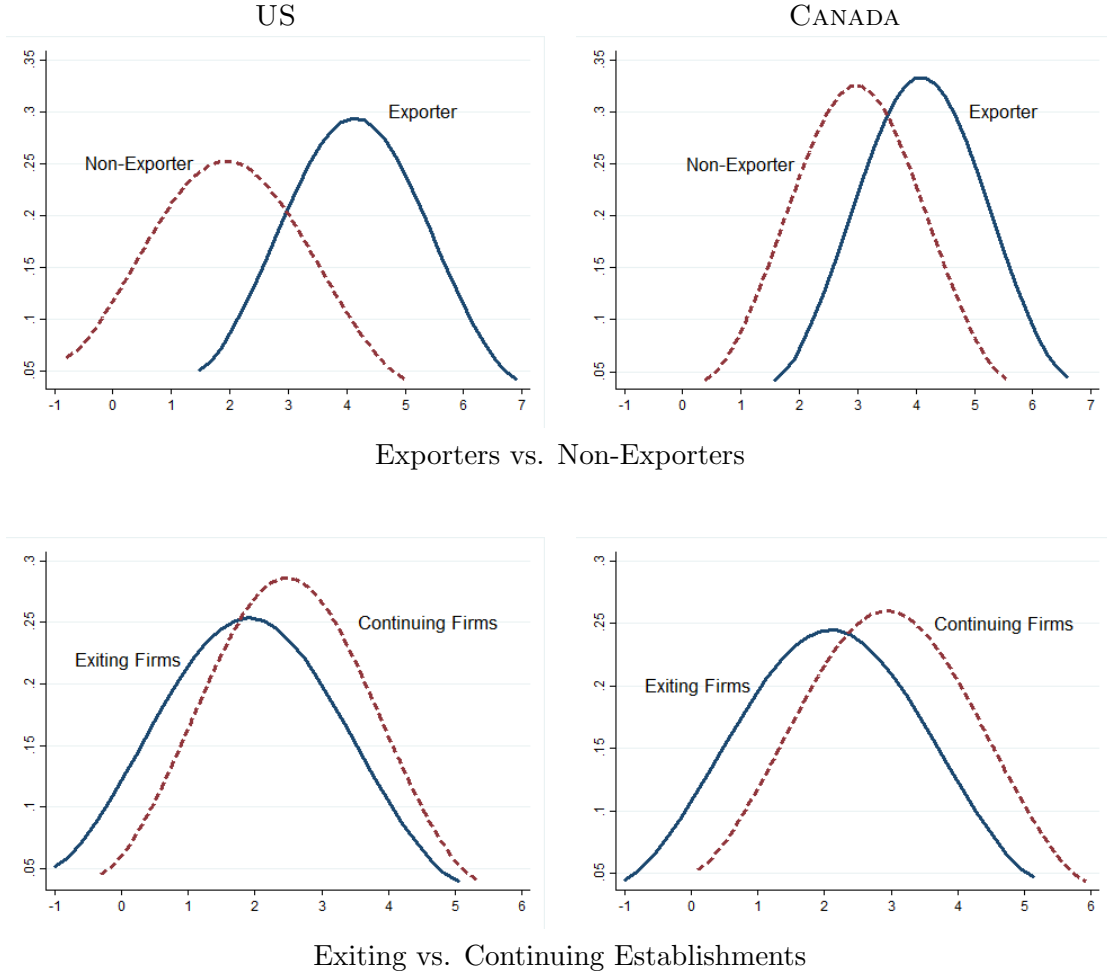 US
CANADA
.35
.3
.25
.2
.15
.1
.05
Exporter
Non-Exporter
-1 0 1 2 3 4 5 6 7
.35
.3
.25
.2
.15
.1
.05
Exporter
Non-Exporter
-1 0 1 2 3 4 5 6 7
Exporters vs. Non-Exporters
.3
.25
.2
.15
.1
.05
Continuing Firms
Exiting Firms
-1 0 1 2 3 4 5 6
.3
.25
.2
.15
.1
.05
Continuing Firms
Exiting Firms
-1 0 1 2 3 4 5 6
Exiting vs. Continuing Establishments